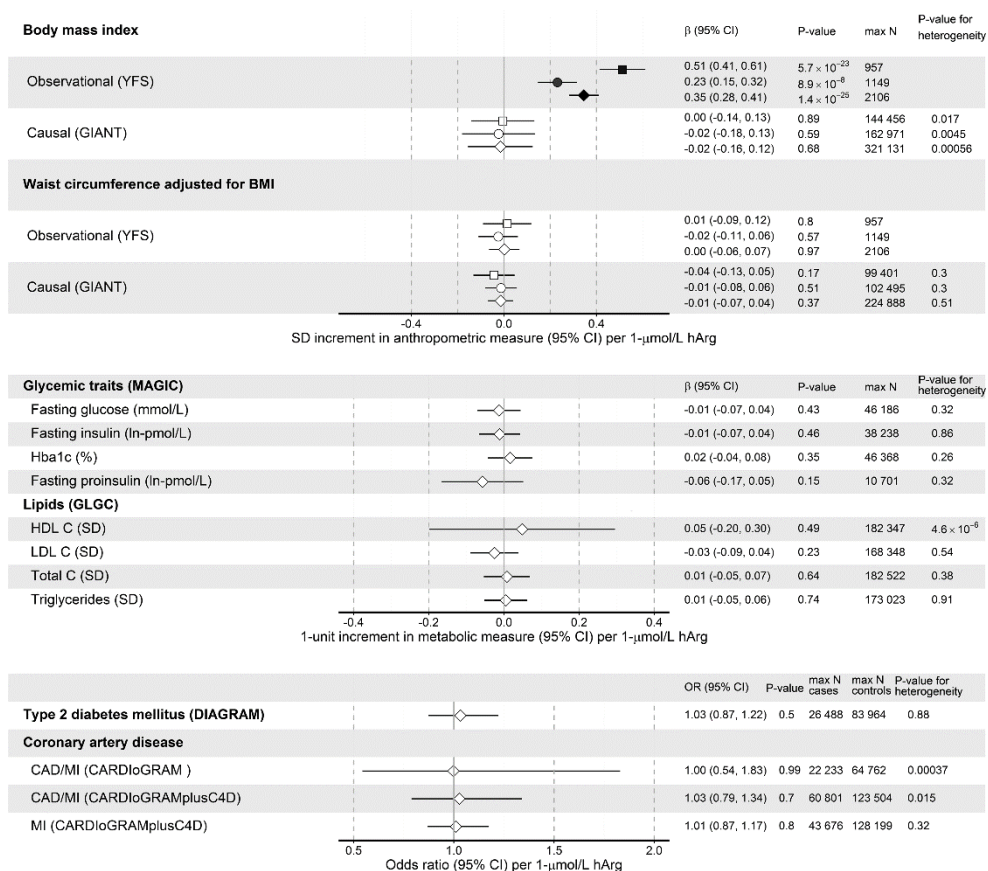 Body mass index β (95% CI) P-value max N P-value for heterogeneity
0.51 (0.41, 0.61) 5.7 × 10⁻²³ 957
Observational (YFS) 0.23 (0.15, 0.32) 8.9 × 10⁻⁸ 1149
0.35 (0.28, 0.41) 1.4 × 10⁻²⁵ 2106
0.00 (-0.14, 0.13) 0.89 144 456 0.017
Causal (GIANT) -0.02 (-0.18, 0.13) 0.59 162 971 0.0045
-0.02 (-0.16, 0.12) 0.68 321 131 0.00056
Waist circumference adjusted for BMI
0.01 (-0.09, 0.12) 0.8 957
Observational (YFS) -0.02 (-0.11, 0.06) 0.57 1149
0.00 (-0.06, 0.07) 0.97 2106
-0.04 (-0.13, 0.05) 0.17 99 401 0.3
Causal (GIANT) -0.01 (-0.08, 0.06) 0.51 102 495 0.3
-0.01 (-0.07, 0.04) 0.37 224 888 0.51
-0.4 0.0 0.4
SD increment in anthropometric measure (95% CI) per 1-μmol/L hArg
Glycemic traits (MAGIC) β (95% CI) P-value max N P-value for heterogeneity
Fasting glucose (mmol/L) -0.01 (-0.07, 0.04) 0.43 46 186 0.32
Fasting insulin (ln-pmol/L) -0.01 (-0.07, 0.04) 0.46 38 238 0.86
Hba1c (%) 0.02 (-0.04, 0.08) 0.35 46 368 0.26
Fasting proinsulin (ln-pmol/L) -0.06 (-0.17, 0.05) 0.15 10 701 0.32
Lipids (GLGC)
HDL C (SD) 0.05 (-0.20, 0.30) 0.49 182 347 4.6 × 10⁻⁶
LDL C (SD) -0.03 (-0.09, 0.04) 0.23 168 348 0.54
Total C (SD) 0.01 (-0.05, 0.07) 0.64 182 522 0.38
Triglycerides (SD) 0.01 (-0.05, 0.06) 0.74 173 023 0.91
-0.4 -0.2 0.0 0.2 0.4
1-unit increment in metabolic measure (95% CI) per 1-μmol/L hArg
OR (95% CI) P-value max N cases max N controls P-value for heterogeneity
Type 2 diabetes mellitus (DIAGRAM) 1.03 (0.87, 1.22) 0.5 26 488 83 964 0.88
Coronary artery disease
CAD/MI (CARDIoGRAM ) 1.00 (0.54, 1.83) 0.99 22 233 64 762 0.00037
CAD/MI (CARDIoGRAMplusC4D) 1.03 (0.79, 1.34) 0.7 60 801 123 504 0.015
MI (CARDIoGRAMplusC4D) 1.01 (0.87, 1.17) 0.8 43 676 128 199 0.32
0.5 1.0 1.5 2.0
Odds ratio (95% CI) per 1-μmol/L hArg